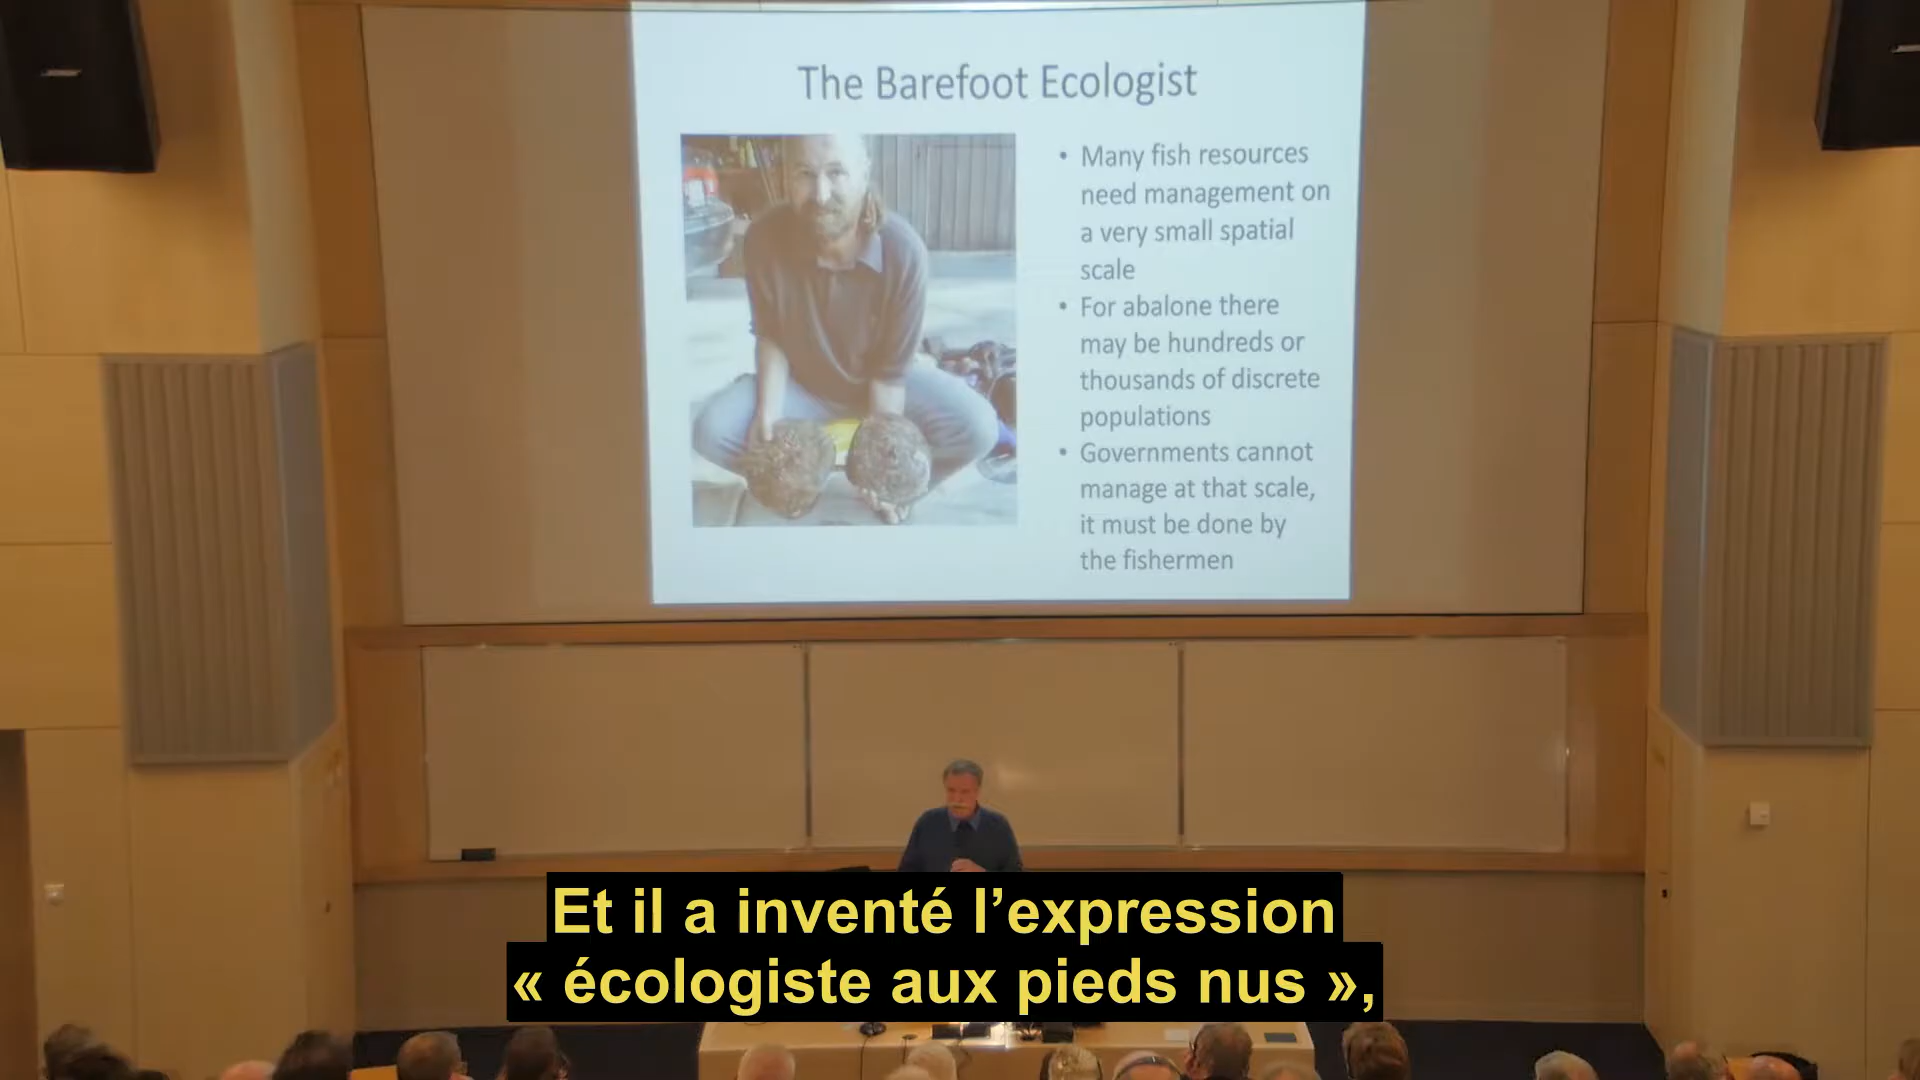 The Barefoot Ecologist
• Many fish resources
need management on
a very small spatial
scale
• For abalone there
may be hundreds or
thousands of discrete
populations
• Governments cannot
manage at that scale,
it must be done by
the fishermen
Et il a inventé l’expression
« écologiste aux pieds nus »,